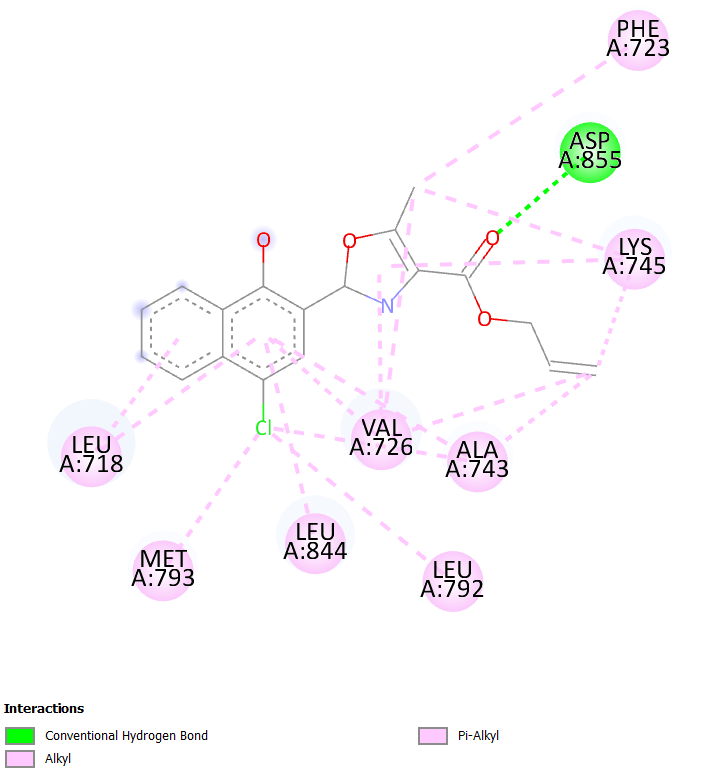 PHE
A:723
ASP
A:855
O
O
O
LYS
A:745
N
O
Cl
VAL
A:726
LEU
A:718
ALA
A:743
LEU
A:844
MET
A:793
LEU
A:792
Interactions
Conventional Hydrogen Bond
Pi-Alkyl
Alkyl